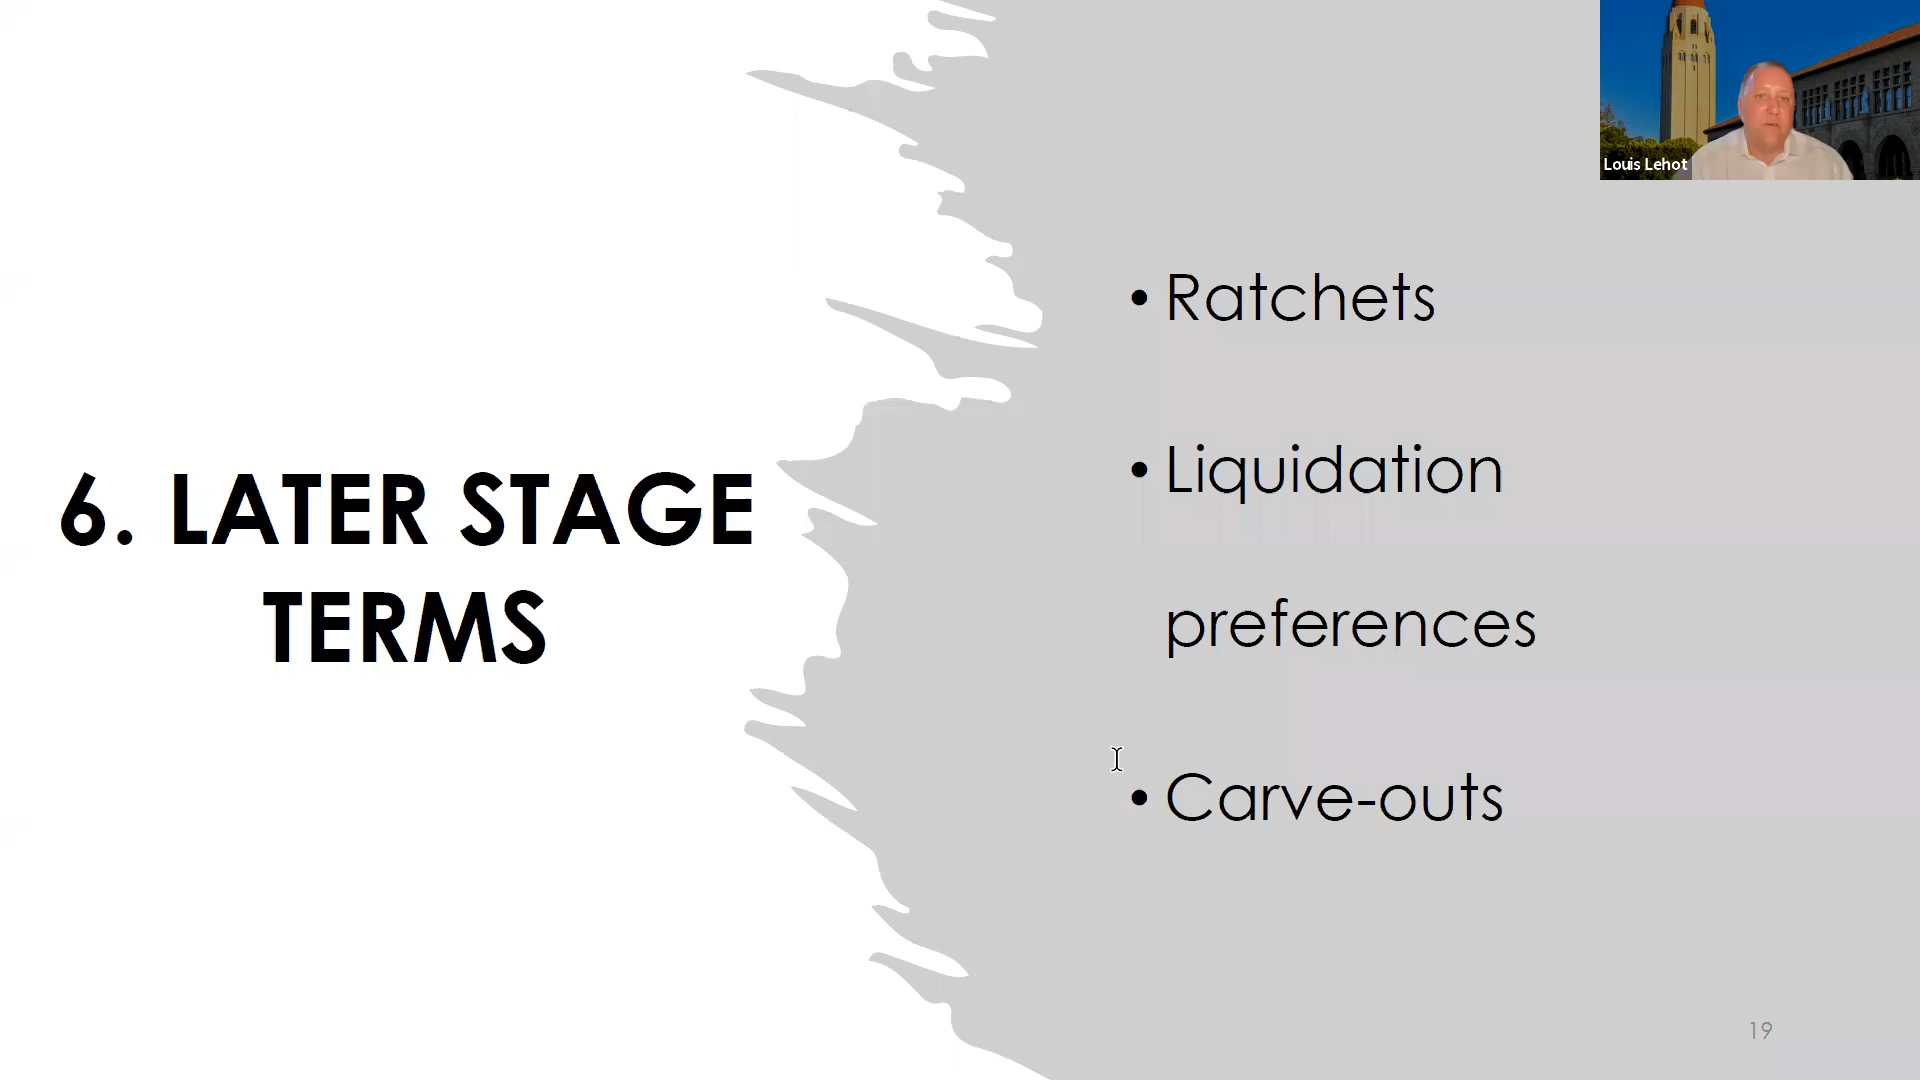 Louis Lehot
6. LATER STAGE
TERMS
• Ratchets
• Liquidation
preferences
• Carve-outs
19